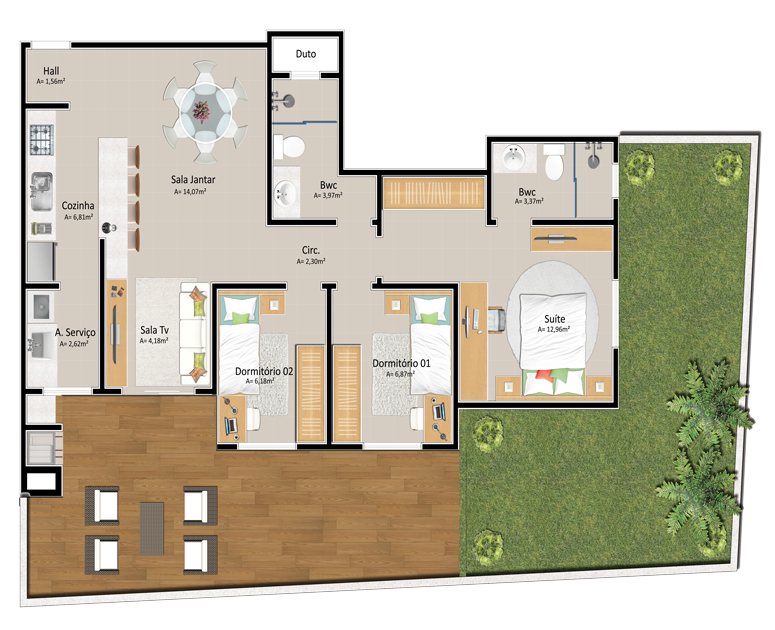 Duto
Hall
A= 1,56m²
Sala Jantar
A= 14,07m²
Bwc
A= 3,97m²
Bwc
A= 3,37m²
Cozinha
A= 6,81m²
Circ.
A= 2,30m²
A. Serviço
A= 2,62m²
Sala Tv
A= 4,18m²
Suíte
A= 12,96m²
Dormitório 02
A= 6,18m²
Dormitório 01
A= 6,87m²